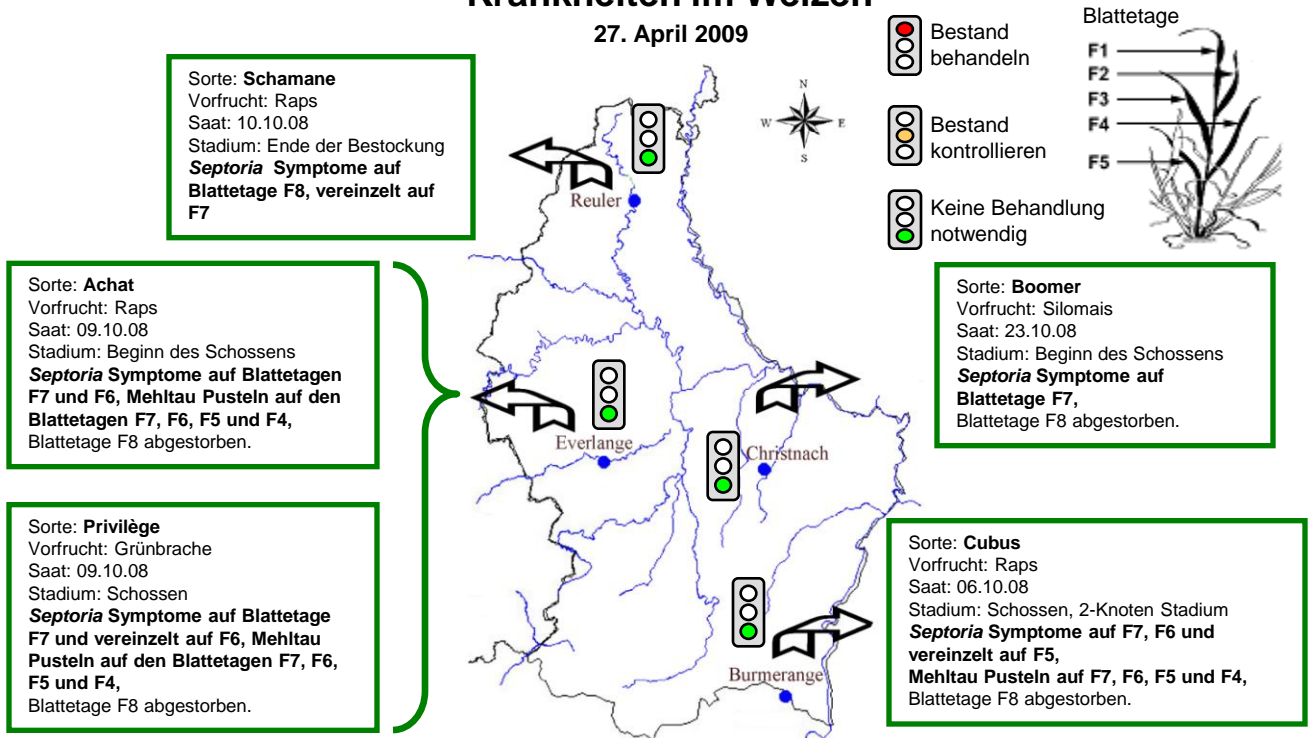 Krankheiten im Weizen
27. April 2009
Bestand
behandeln
Bestand
kontrollieren
Keine Behandlung
notwendig
Blattetage
F1
F2
F3
F4
F5
N
W
E
S
Sorte: Schamane
Vorfrucht: Raps
Saat: 10.10.08
Stadium: Ende der Bestockung
Septoria Symptome auf
Blattetage F8, vereinzelt auf
F7
Reuler
Sorte: Achat
Vorfrucht: Raps
Saat: 09.10.08
Stadium: Beginn des Schossens
Septoria Symptome auf Blattetagen
F7 und F6, Mehltau Pusteln auf den
Blattetagen F7, F6, F5 und F4,
Blattetage F8 abgestorben.
Everlange
Christnach
Sorte: Boomer
Vorfrucht: Silomais
Saat: 23.10.08
Stadium: Beginn des Schossens
Septoria Symptome auf
Blattetage F7,
Blattetage F8 abgestorben.
Sorte: Privilège
Vorfrucht: Grünbrache
Saat: 09.10.08
Stadium: Schossen
Septoria Symptome auf Blattetage
F7 und vereinzelt auf F6, Mehltau
Pusteln auf den Blattetagen F7, F6,
F5 und F4,
Blattetage F8 abgestorben.
Burmerange
Sorte: Cubus
Vorfrucht: Raps
Saat: 06.10.08
Stadium: Schossen, 2-Knoten Stadium
Septoria Symptome auf F7, F6 und
vereinzelt auf F5,
Mehltau Pusteln auf F7, F6, F5 und F4,
Blattetage F8 abgestorben.